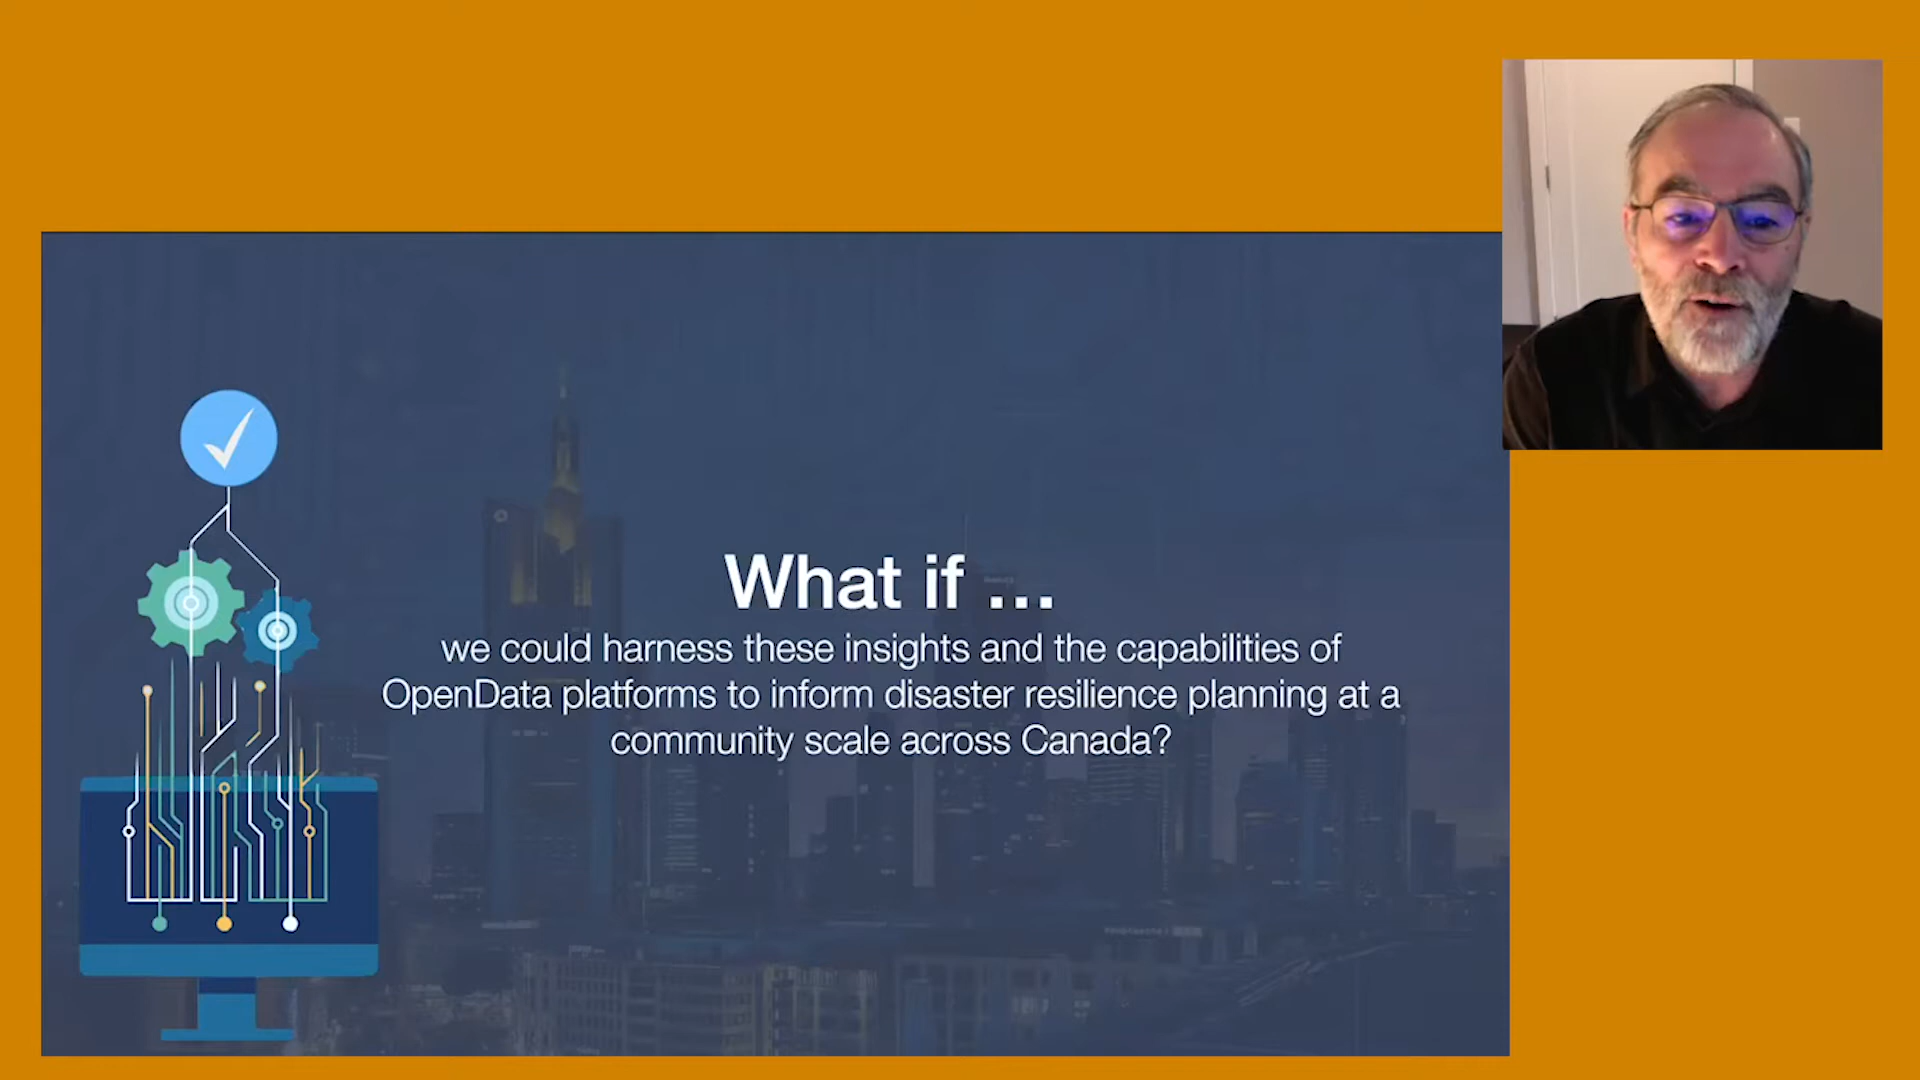 What if ...
we could harness these insights and the capabilities of
OpenData platforms to inform disaster resilience planning at a
community scale across Canada?